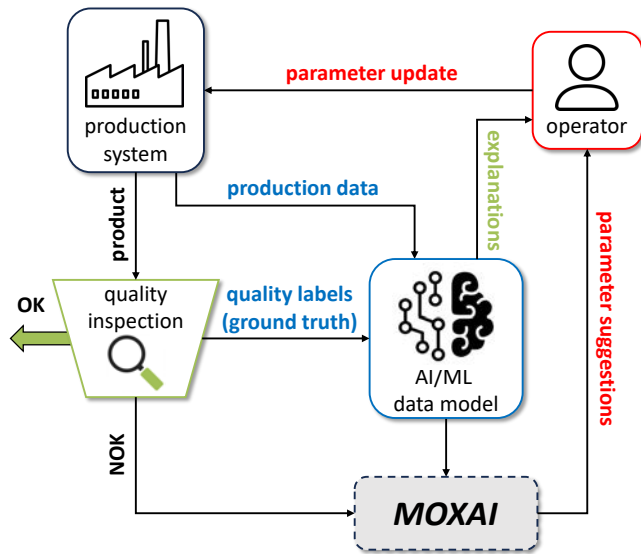 parameter update
production
system
operator
explanations
production data
product
parameter suggestions
OK
quality
inspection
quality labels
(ground truth)
AI/ML
data model
NOK
MOXAI